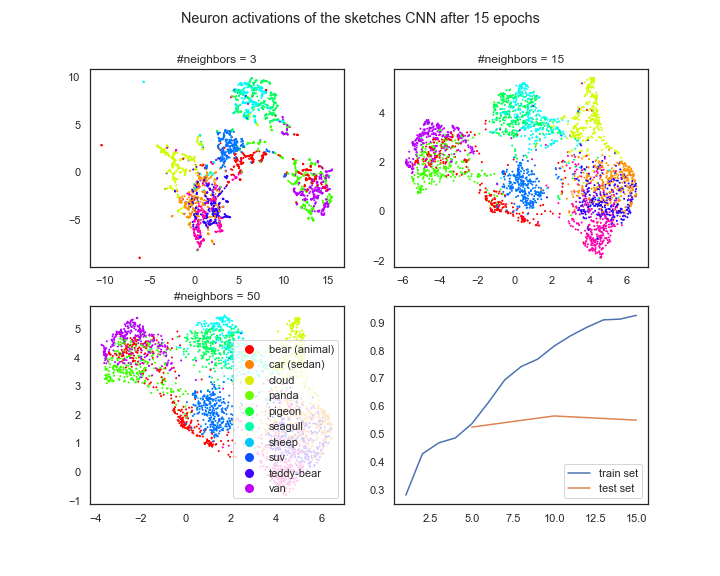 Neuron activations of the sketches CNN after 15 epochs
#neighbors = 3
10
5
0
−5
−10
−5
0
5
10
15
#neighbors = 15
4
2
0
−2
−6
−4
−2
0
2
4
6
#neighbors = 50
5
4
3
2
1
0
−1
−4
−2
0
2
4
6
bear (animal)
car (sedan)
cloud
panda
pigeon
seagull
sheep
suv
teddy-bear
van
0.9
0.8
0.7
0.6
0.5
0.4
0.3
2.5
5.0
7.5
10.0
12.5
15.0
train set
test set